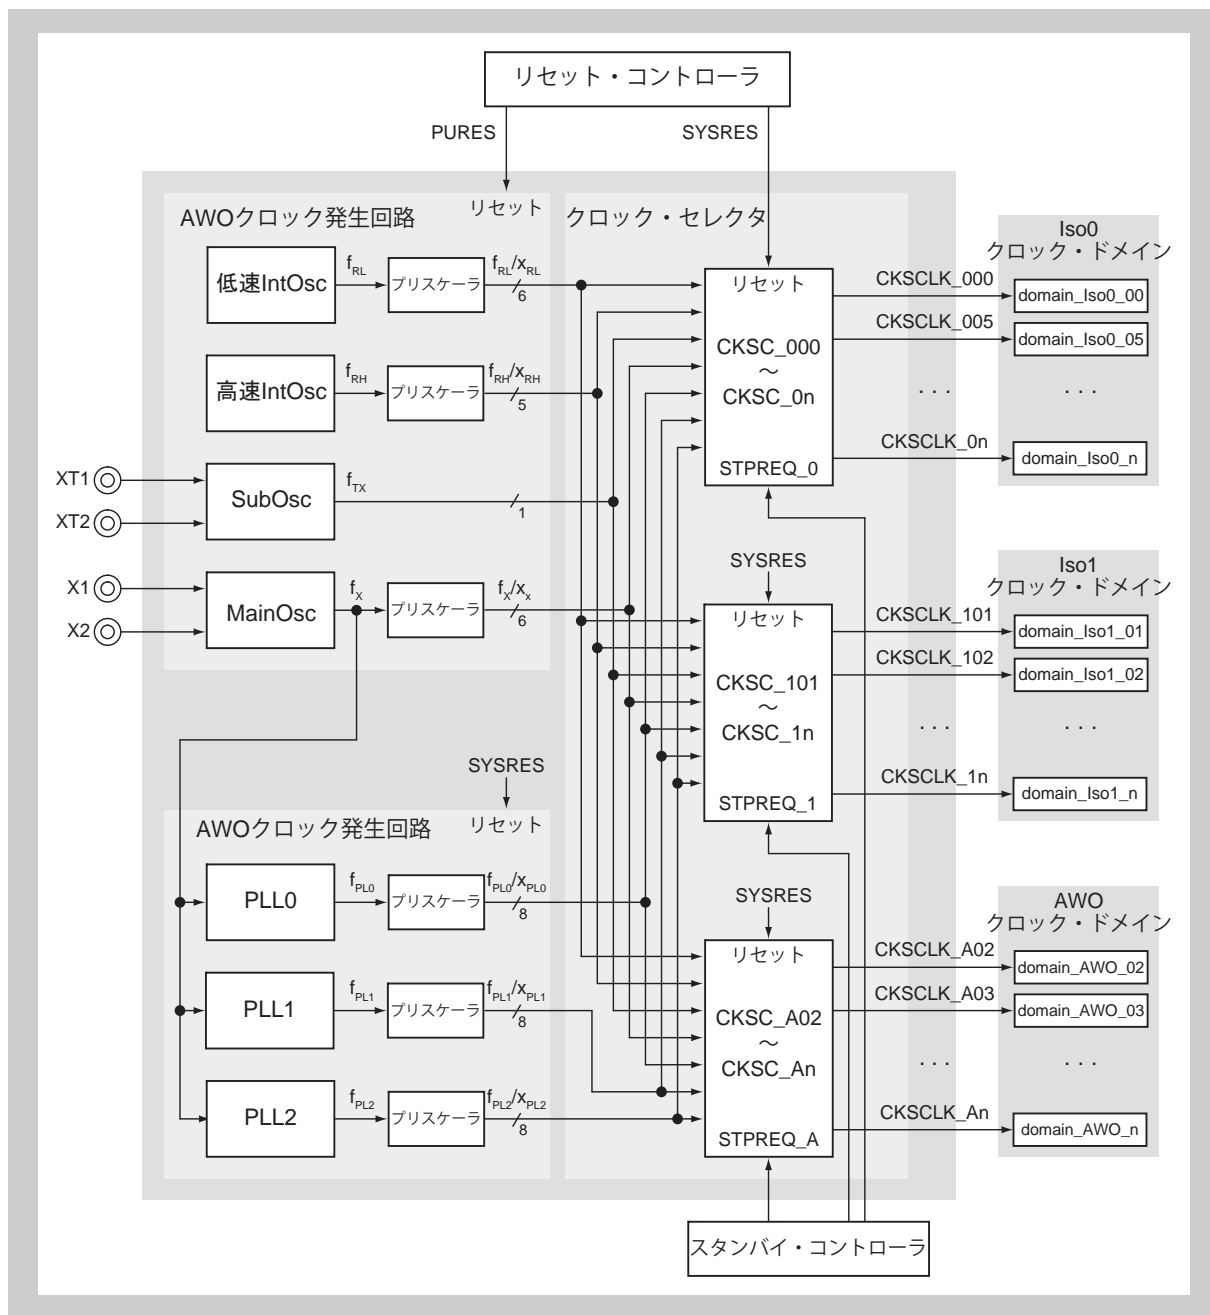 リセット・コントローラ
PURES
SYSRES
AWOクロック発生回路
リセット
クロック・セレクタ
低速IntOsc
fRL
プリスケーラ
fRL/xRL
6
高速IntOsc
fRH
プリスケーラ
fRH/xRH
5
XT1
XT2
SubOsc
fTX
1
X1
X2
MainOsc
fX
プリスケーラ
fX/xx
6
リセット
CKSC_000
～
CKSC_0n
STPREQ_0
CKSCLK_000
CKSCLK_005
. . .
CKSCLK_0n
Iso0
クロック・ドメイン
domain_Iso0_00
domain_Iso0_05
. . .
domain_Iso0_n
SYSRES
リセット
CKSC_101
～
CKSC_1n
STPREQ_1
CKSCLK_101
CKSCLK_102
. . .
CKSCLK_1n
Iso1
クロック・ドメイン
domain_Iso1_01
domain_Iso1_02
. . .
domain_Iso1_n
SYSRES
AWOクロック発生回路
リセット
PLL0
fPL0
プリスケーラ
fPL0/xPL0
8
PLL1
fPL1
プリスケーラ
fPL1/xPL1
8
PLL2
fPL2
プリスケーラ
fPL2/xPL2
8
SYSRES
リセット
CKSC_A02
～
CKSC_An
STPREQ_A
CKSCLK_A02
CKSCLK_A03
. . .
CKSCLK_An
AWO
クロック・ドメイン
domain_AWO_02
domain_AWO_03
. . .
domain_AWO_n
スタンバイ・コントローラ